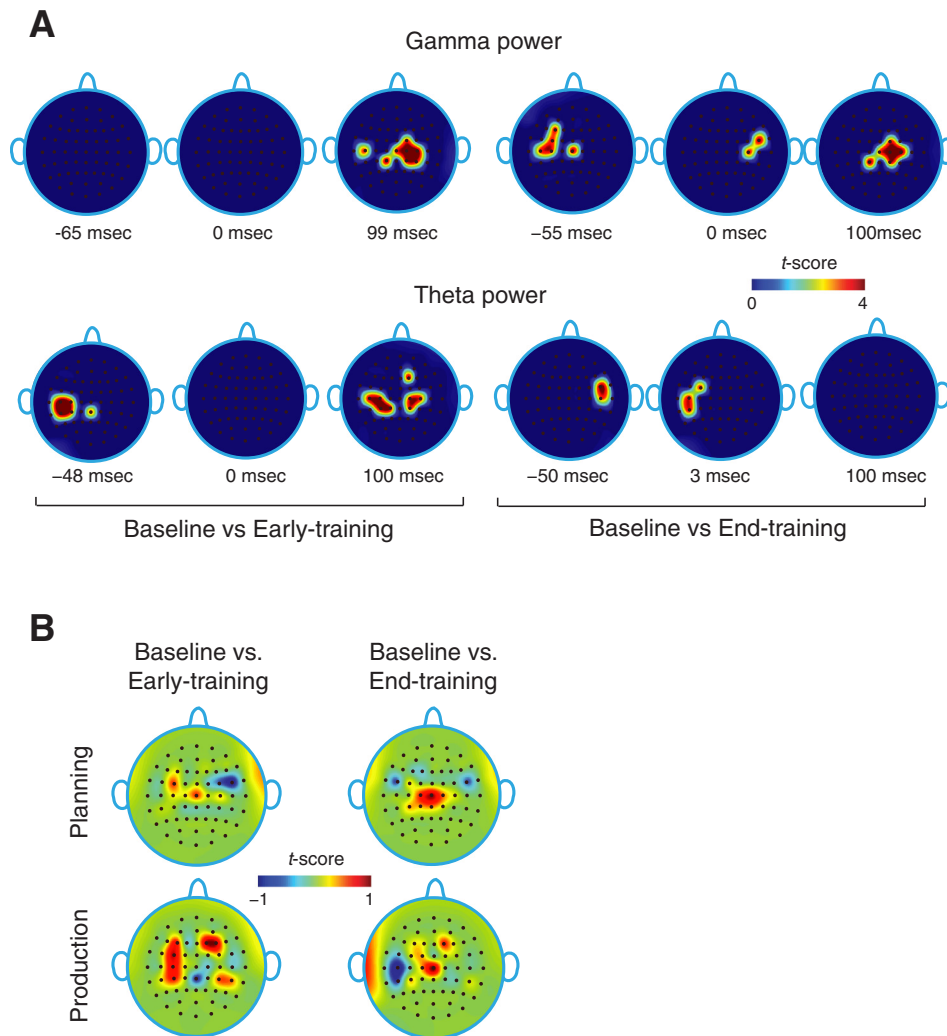 A
Gamma power
-65 msec 0 msec 99 msec −55 msec 0 msec 100msec
t-score
0 4
Theta power
−48 msec 0 msec 100 msec −50 msec 3 msec 100 msec
Baseline vs Early-training Baseline vs End-training
B
Baseline vs.
Early-training
Baseline vs.
End-training
Planning
t-score
−1 1
Production